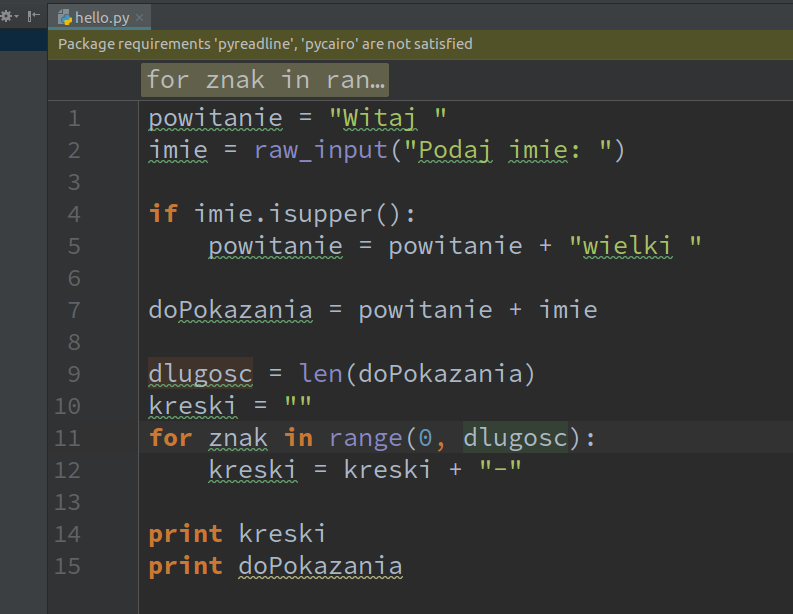 hello.py
Package requirements 'pyreadline', 'pycairo' are not satisfied
for znak in ran…
1 powitanie = "Witaj "
2 imie = raw_input("Podaj imie: ")
3
4 if imie.isupper():
5     powitanie = powitanie + "wielki "
6
7 doPokazania = powitanie + imie
8
9 dlugosc = len(doPokazania)
10 kreski = ""
11 for znak in range(0, dlugosc):
12     kreski = kreski + "-"
13
14 print kreski
15 print doPokazania